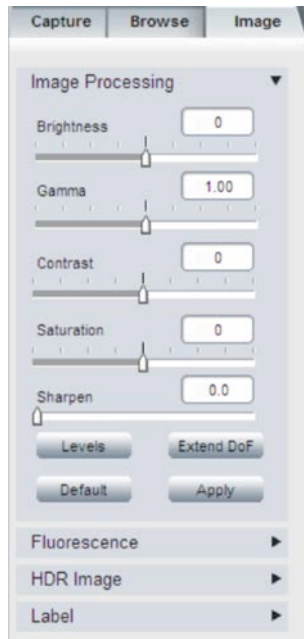 Capture Browse Image
Image Processing
Brightness 0
Gamma 1.00
Contrast 0
Saturation 0
Sharpen 0.0
Levels Extend DoF
Default Apply
Fluorescence
HDR Image
Label